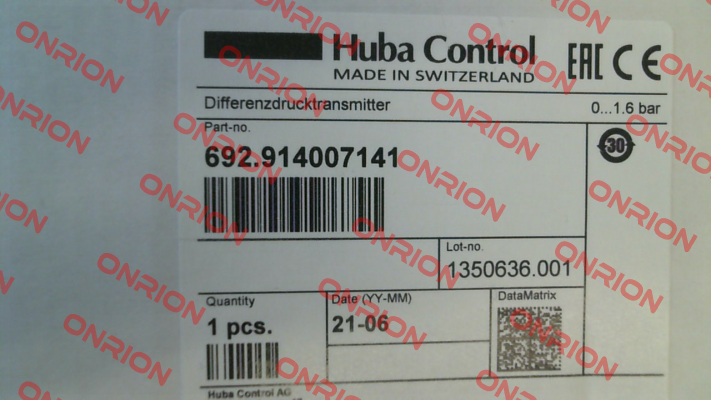 Huba Control
MADE IN SWITZERLAND
EAC CE
Differenzdrucktransmitter
0...1.6 bar
Part-no.
692.914007141
30
Lot-no.
1350636.001
Quantity
1 pcs.
Date (YY-MM)
21-06
DataMatrix
Huba Control AG
ONRION